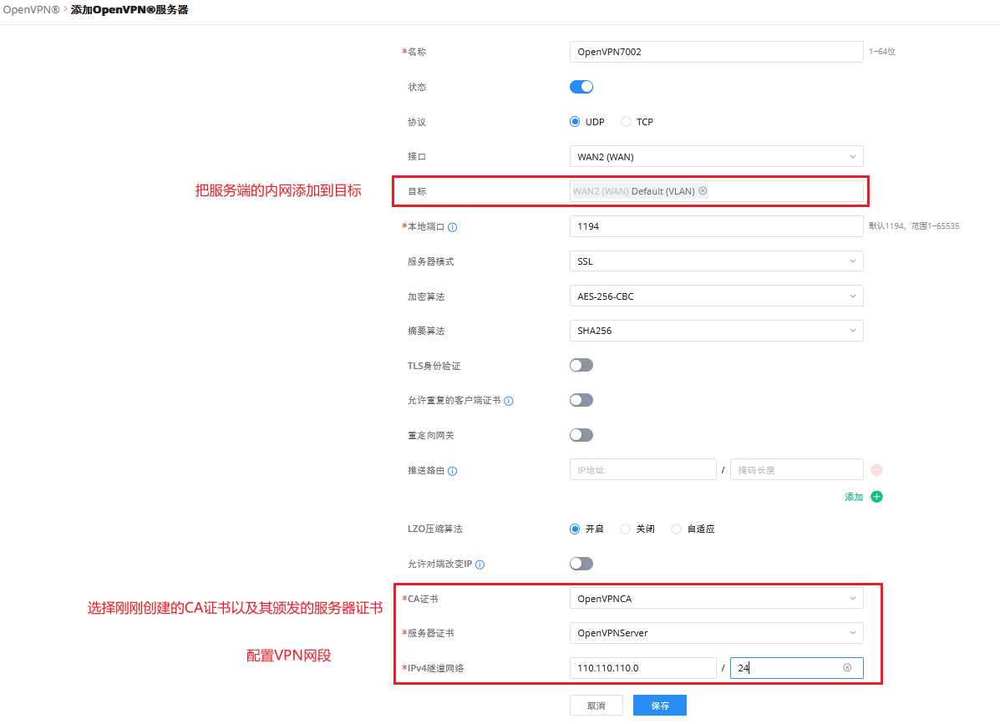 OpenVPN® > 添加OpenVPN®服务器
*名称 OpenVPN7002 1~64位
状态
协议 UDP TCP
接口 WAN2 (WAN)
把服务端的内网添加到目标 目标 WAN2 (WAN) Default (VLAN)
*本地端口 1194 默认1194，范围1~65535
服务器模式 SSL
加密算法 AES-256-CBC
摘要算法 SHA256
TLS身份验证
允许重复的客户端证书
重定向网关
推送路由 IP地址 / 掩码长度
添加
LZO压缩算法 开启 关闭 自适应
允许对端改变IP
*CA证书 OpenVPNCA
选择刚刚创建的CA证书以及其颁发的服务器证书
*服务器证书 OpenVPNServer
配置VPN网段
*IPv4隧道网络 110.110.110.0 / 24
取消 保存